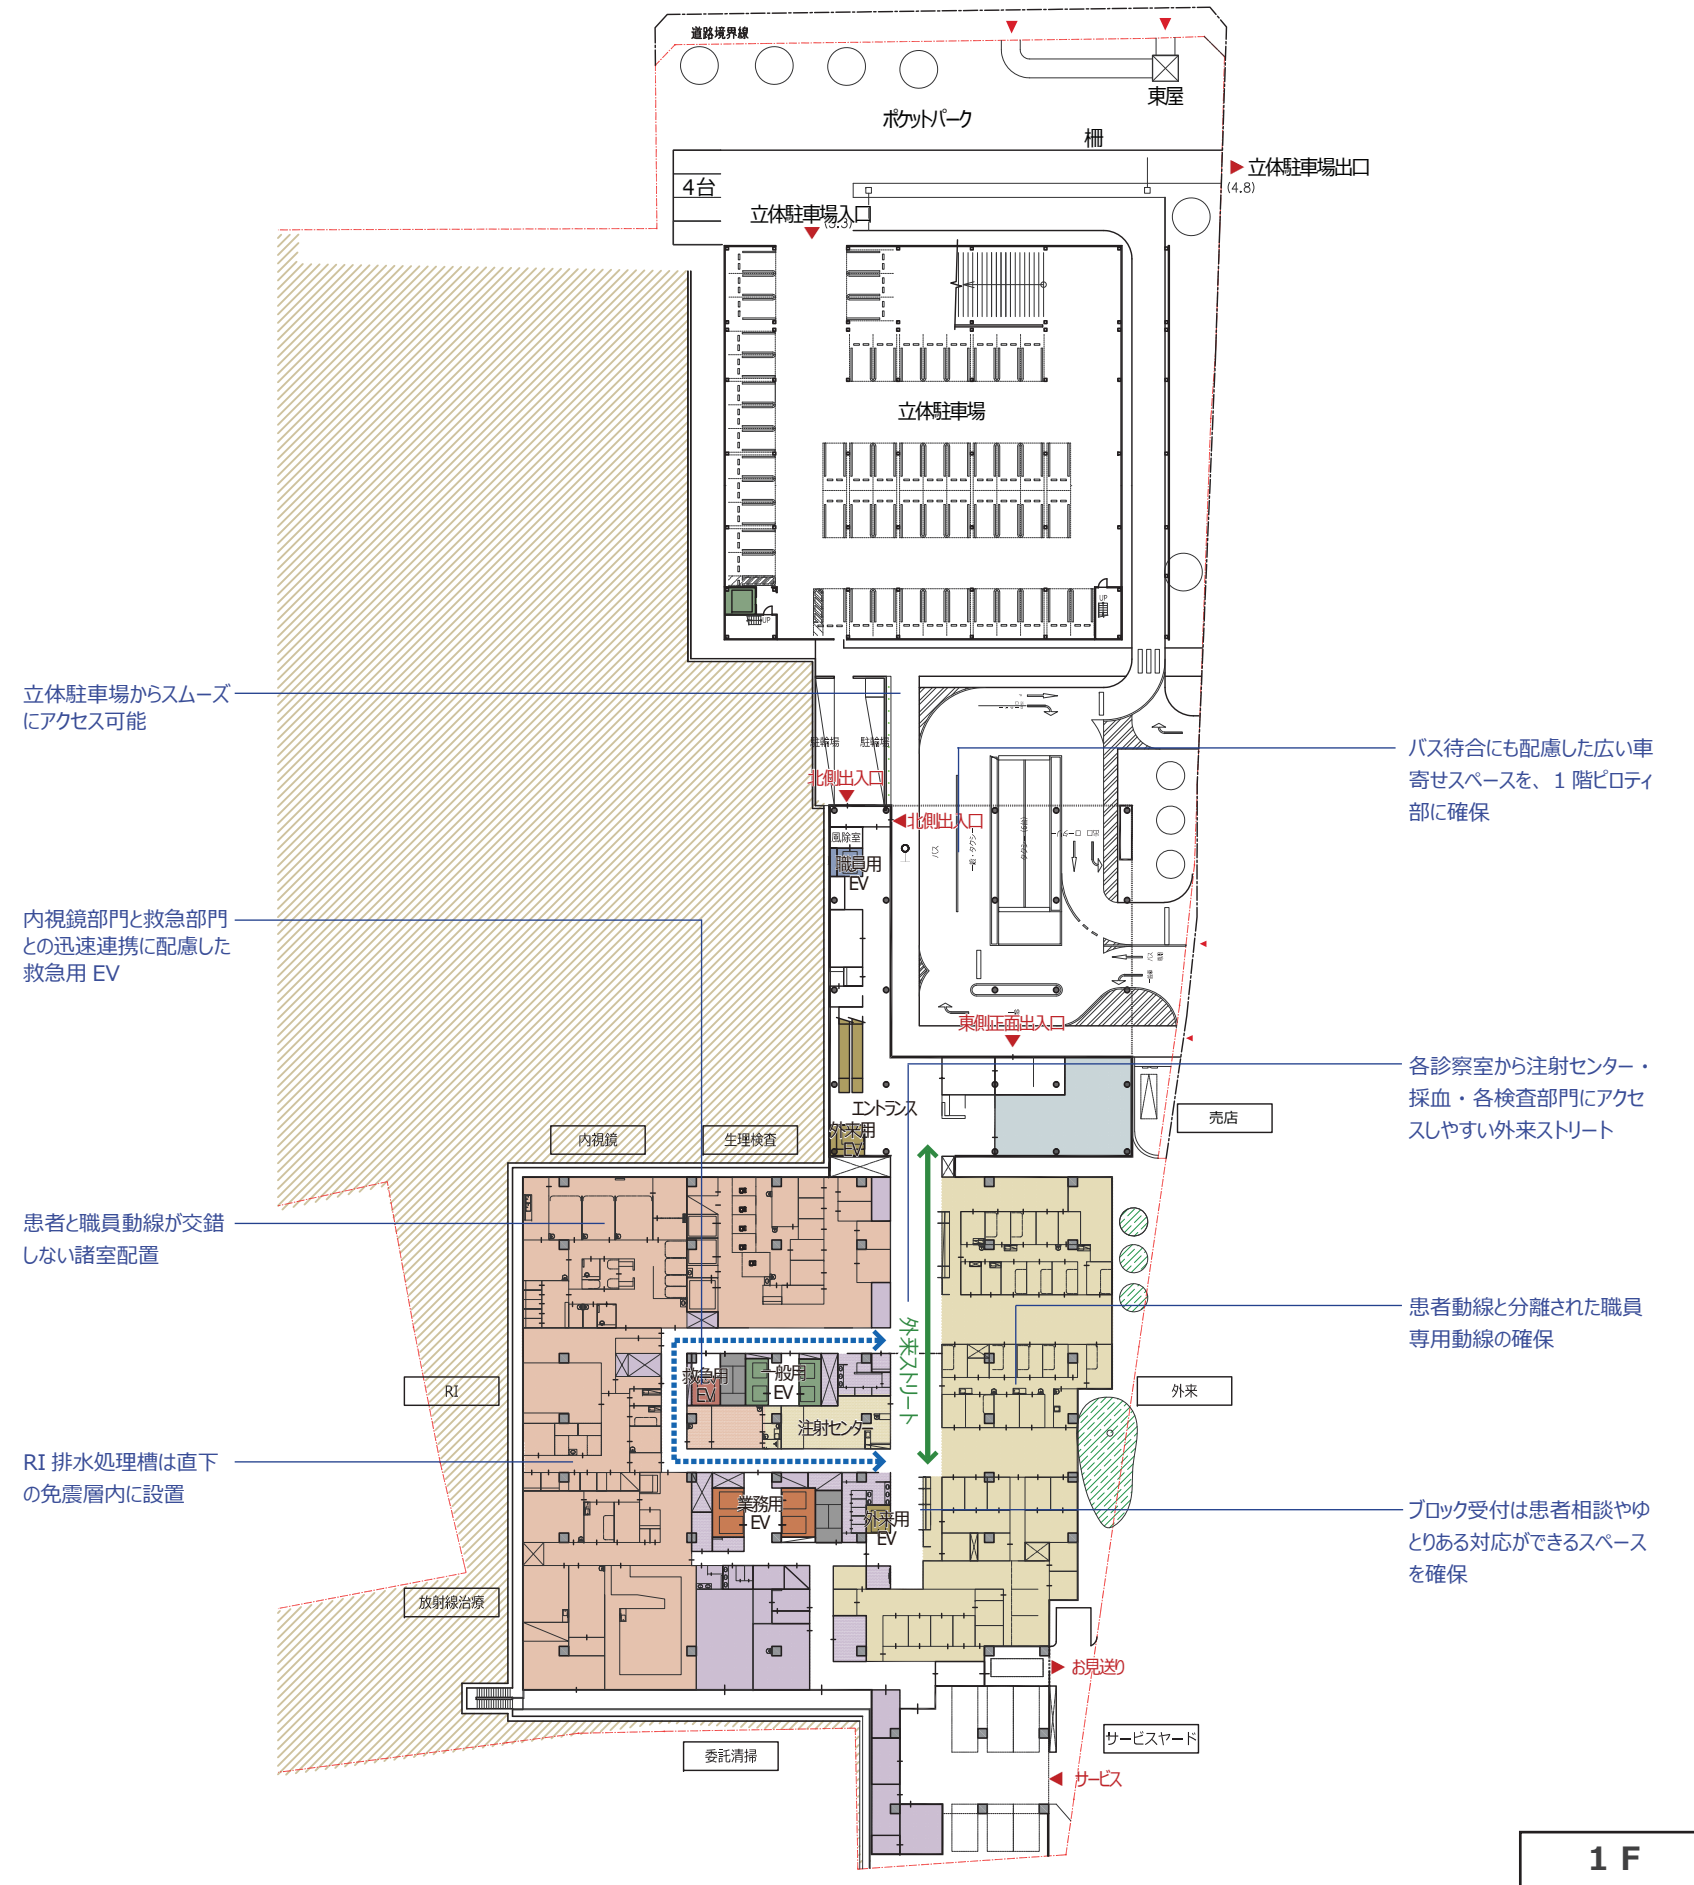 道路境界線
東屋
ポケットパーク
柵
立体駐車場出口
(4.8)
4台
立体駐車場入口
立体駐車場
UP
UP
立体駐車場からスムーズ
にアクセス可能
駐輪場
駐輪場
北側出入口
北側出入口
風除室
職員用
EV
バス
バス待合にも配慮した広い車
寄せスペースを、1 階ピロティ
部に確保
内視鏡部門と救急部門
との迅速連携に配慮した
救急用 EV
東側正面出入口
各診察室から注射センター・
採血・各検査部門にアクセ
スしやすい外来ストリート
エントランス
外来用
EV
売店
内視鏡
生理検査
患者と職員動線が交錯
しない諸室配置
患者動線と分離された職員
専用動線の確保
外来ストリート
救急用
EV
一般用
EV
注射センター
RI
外来
RI 排水処理槽は直下
の免震層内に設置
業務用
EV
外来用
EV
ブロック受付は患者相談やゆ
とりある対応ができるスペース
を確保
放射線治療
お見送り
サービスヤード
委託清掃
サービス
1 F